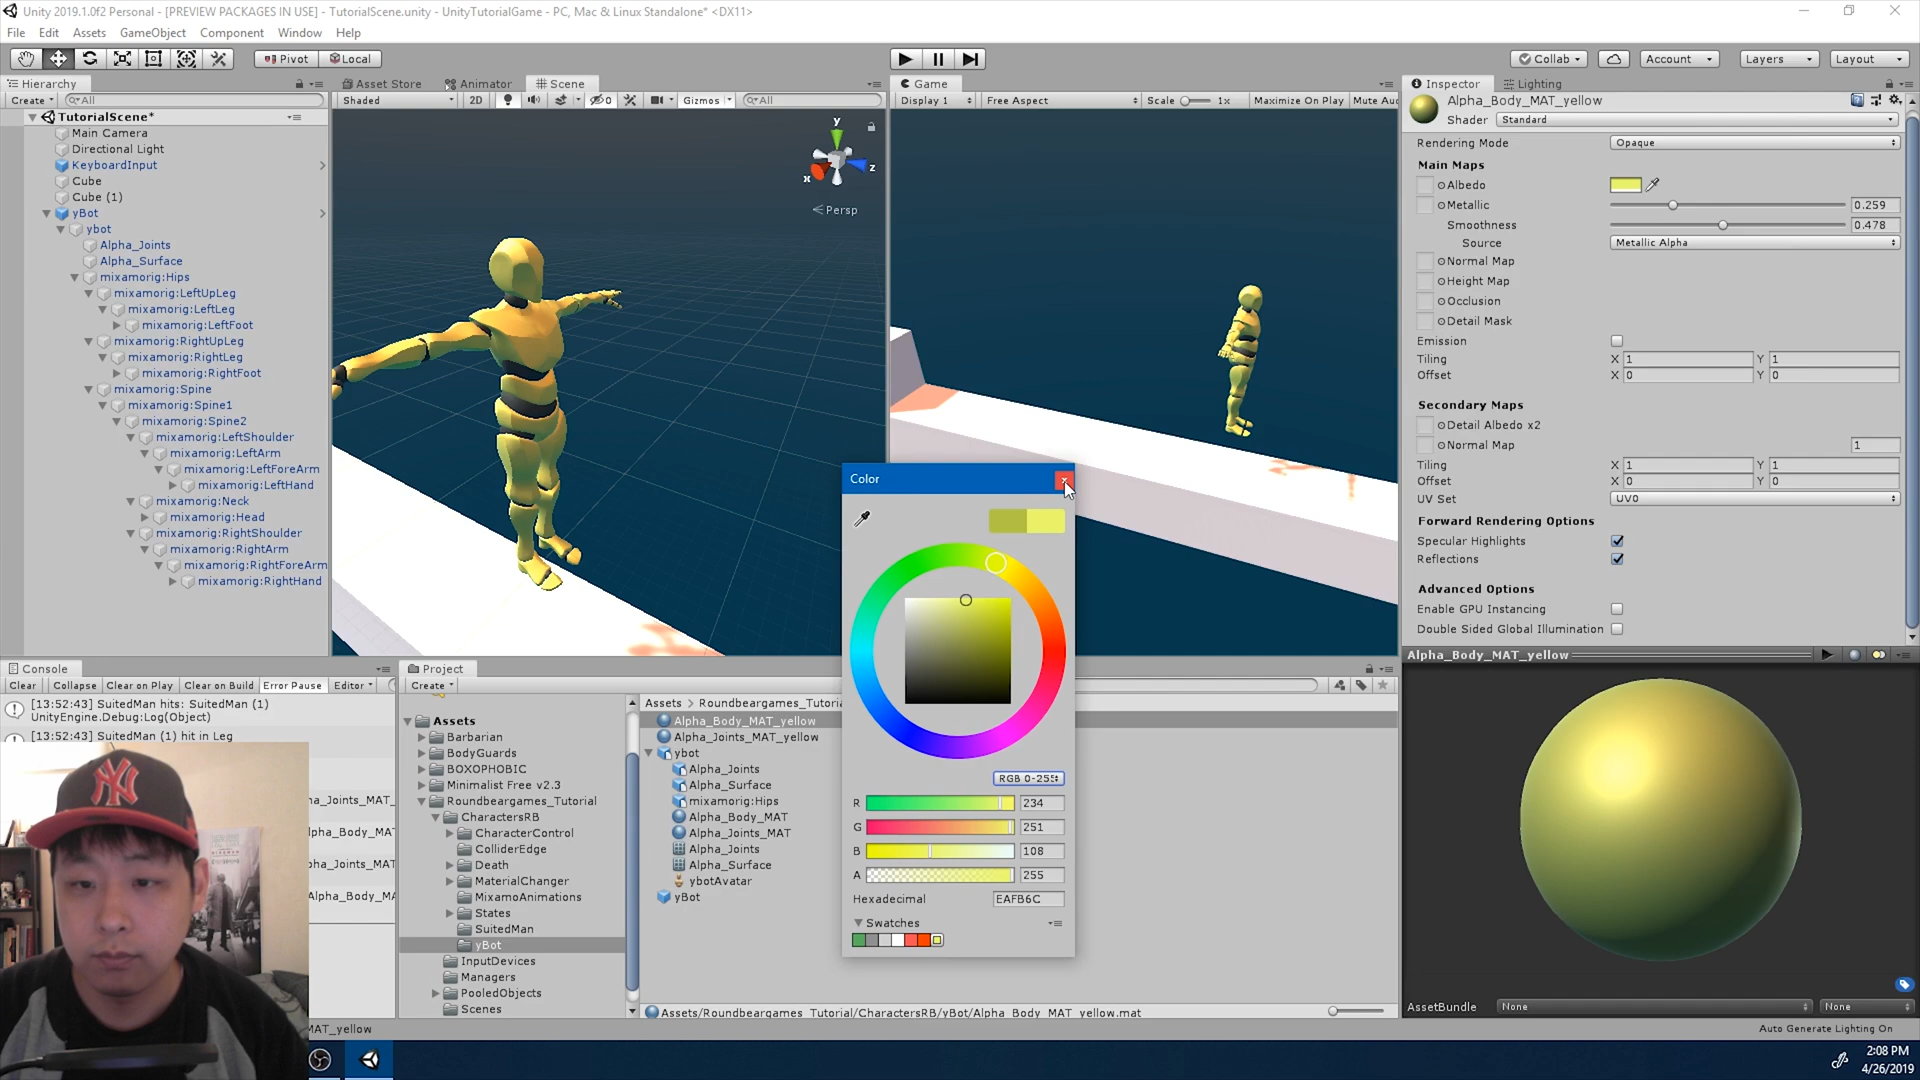 Unity 2019.1.0f2 Personal - [PREVIEW PACKAGES IN USE] - TutorialScene.unity - UnityTutorialGame - PC, Mac & Linux Standalone* <DX11>
File Edit Assets GameObject Component Window Help
Pivot Local Collab Account Layers Layout
Hierarchy
Create All
TutorialScene*
Main Camera
Directional Light
KeyboardInput
Cube
Cube (1)
yBot
ybot
Alpha_Joints
Alpha_Surface
mixamorig:Hips
mixamorig:LeftUpLeg
mixamorig:LeftLeg
mixamorig:LeftFoot
mixamorig:RightUpLeg
mixamorig:RightLeg
mixamorig:RightFoot
mixamorig:Spine
mixamorig:Spine1
mixamorig:Spine2
mixamorig:LeftShoulder
mixamorig:LeftArm
mixamorig:LeftForeArm
mixamorig:LeftHand
mixamorig:Neck
mixamorig:Head
mixamorig:RightShoulder
mixamorig:RightArm
mixamorig:RightForeArm
mixamorig:RightHand
Asset Store Animator Scene
Shaded 2D 0 Gizmos All
y
x
z
Persp
Game
Display 1 Free Aspect Scale 1x Maximize On Play Mute Au
Inspector Lighting
Alpha_Body_MAT_yellow
Shader Standard
Rendering Mode Opaque
Main Maps
Albedo
Metallic 0.259
Smoothness 0.478
Source Metallic Alpha
Normal Map
Height Map
Occlusion
Detail Mask
Emission
Tiling X 1 Y 1
Offset X 0 Y 0
Secondary Maps
Detail Albedo x2
Normal Map 1
Tiling X 1 Y 1
Offset X 0 Y 0
UV Set UV0
Forward Rendering Options
Specular Highlights
Reflections
Advanced Options
Enable GPU Instancing
Double Sided Global Illumination
Alpha_Body_MAT_yellow
AssetBundle None None
Auto Generate Lighting On
Console
Clear Collapse Clear on Play Clear on Build Error Pause Editor
[13:52:43] SuitedMan hits: SuitedMan (1)
UnityEngine.Debug:Log(Object)
[13:52:43] SuitedMan (1) hit in Leg
ha_Joints_MAT_
lpha_Body_MAT_
ha_Joints_MAT_
Alpha_Body_MAT_
MAT_yellow
Project
Create
Assets
Barbarian
BodyGuards
BOXOPHOBIC
Minimalist Free v2.3
Roundbeargames_Tutorial
CharactersRB
CharacterControl
ColliderEdge
Death
MaterialChanger
MixamoAnimations
States
SuitedMan
yBot
InputDevices
Managers
PooledObjects
Scenes
Assets > Roundbeargames_Tutoria
Alpha_Body_MAT_yellow
Alpha_Joints_MAT_yellow
ybot
Alpha_Joints
Alpha_Surface
mixamorig:Hips
Alpha_Body_MAT
Alpha_Joints_MAT
Alpha_Joints
Alpha_Surface
ybotAvatar
yBot
Assets/Roundbeargames_Tutorial/CharactersRB/yBot/Alpha_Body_MAT_yellow.mat
Color
RGB 0-255
R 234
G 251
B 108
A 255
Hexadecimal EAFB6C
Swatches
2:08 PM
4/26/2019